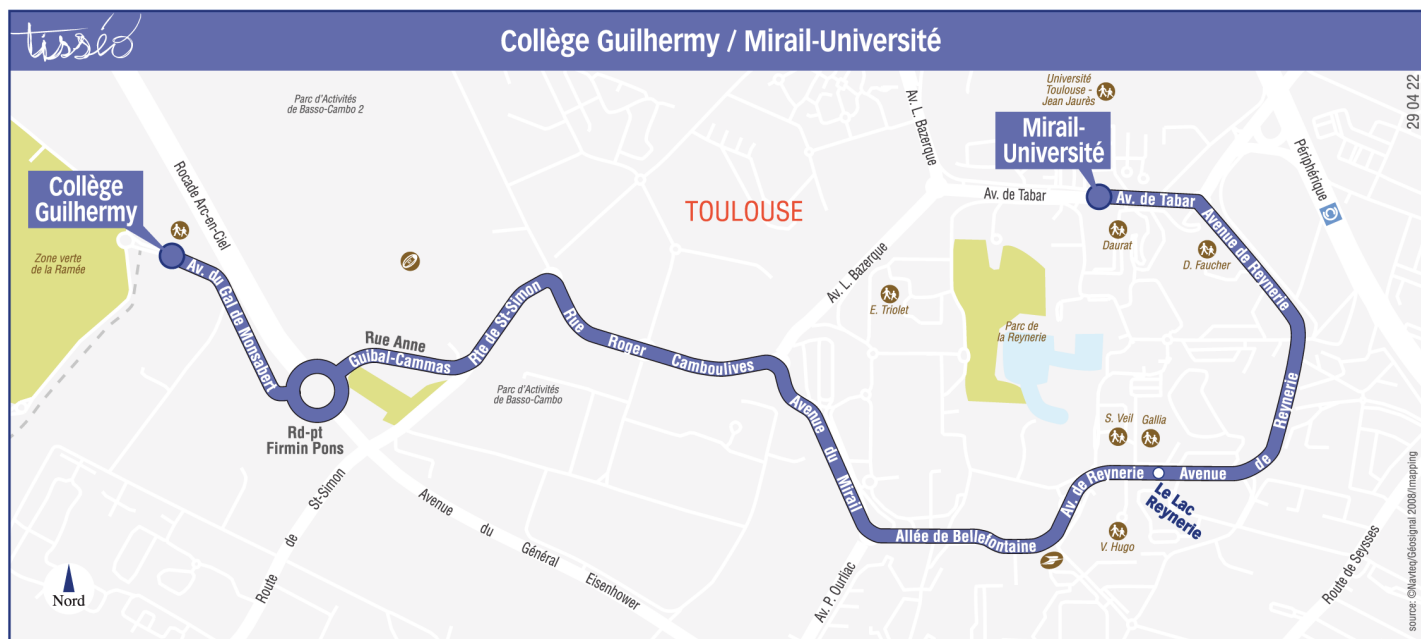 tisséo
Collège Guilhermy / Mirail-Université
29 04 22
Parc d'Activités
de Basso-Cambo 2
Université
Toulouse -
Jean Jaurès
Av. L. Bazerque
Mirail-
Université
Périphérique
Rocade Arc-en-Ciel
Collège
Guilhermy
TOULOUSE
Av. de Tabar
Av. de Tabar
Avenue de Reynerie
Daurat
D. Faucher
Zone verte
de la Ramée
Av. du Gal de Monsabert
Av. L. Bazerque
E. Triolet
Parc de
la Reynerie
Rue Anne
Guibal-Cammas
Rte de St-Simon
Rue Roger Camboulives
Parc d'Activités
de Basso-Cambo
Rd-pt
Firmin Pons
Avenue du Mirail
S. Veil
Gallia
Avenue de Reynerie
Av. de Reynerie
Le Lac
Reynerie
V. Hugo
Allée de Bellefontaine
Route de St-Simon
Avenue du Général Eisenhower
Av. P. Ourliac
Route de Seysses
Nord
source: ©Navteq/Géosignal 2008/Imapping